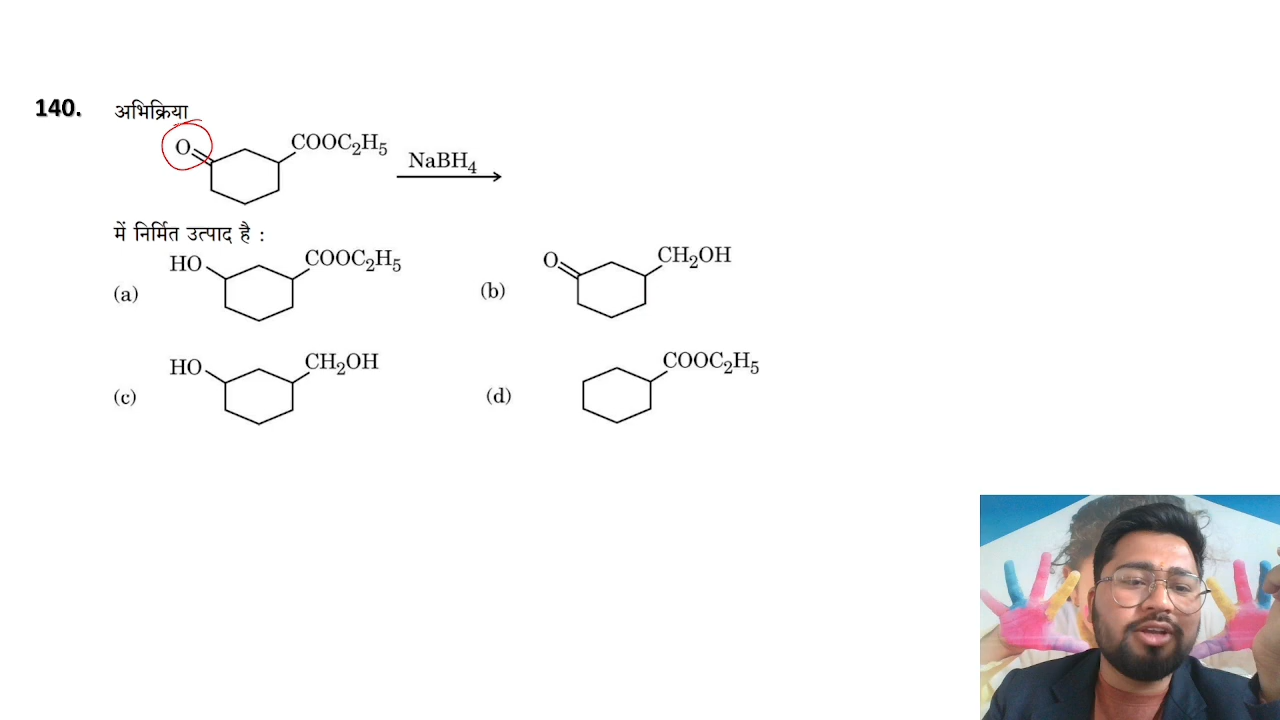 140. अभिक्रिया
O COOC2H5 NaBH4
में निर्मित उत्पाद है :
(a) HO COOC2H5
(b) O CH2OH
(c) HO CH2OH
(d) COOC2H5